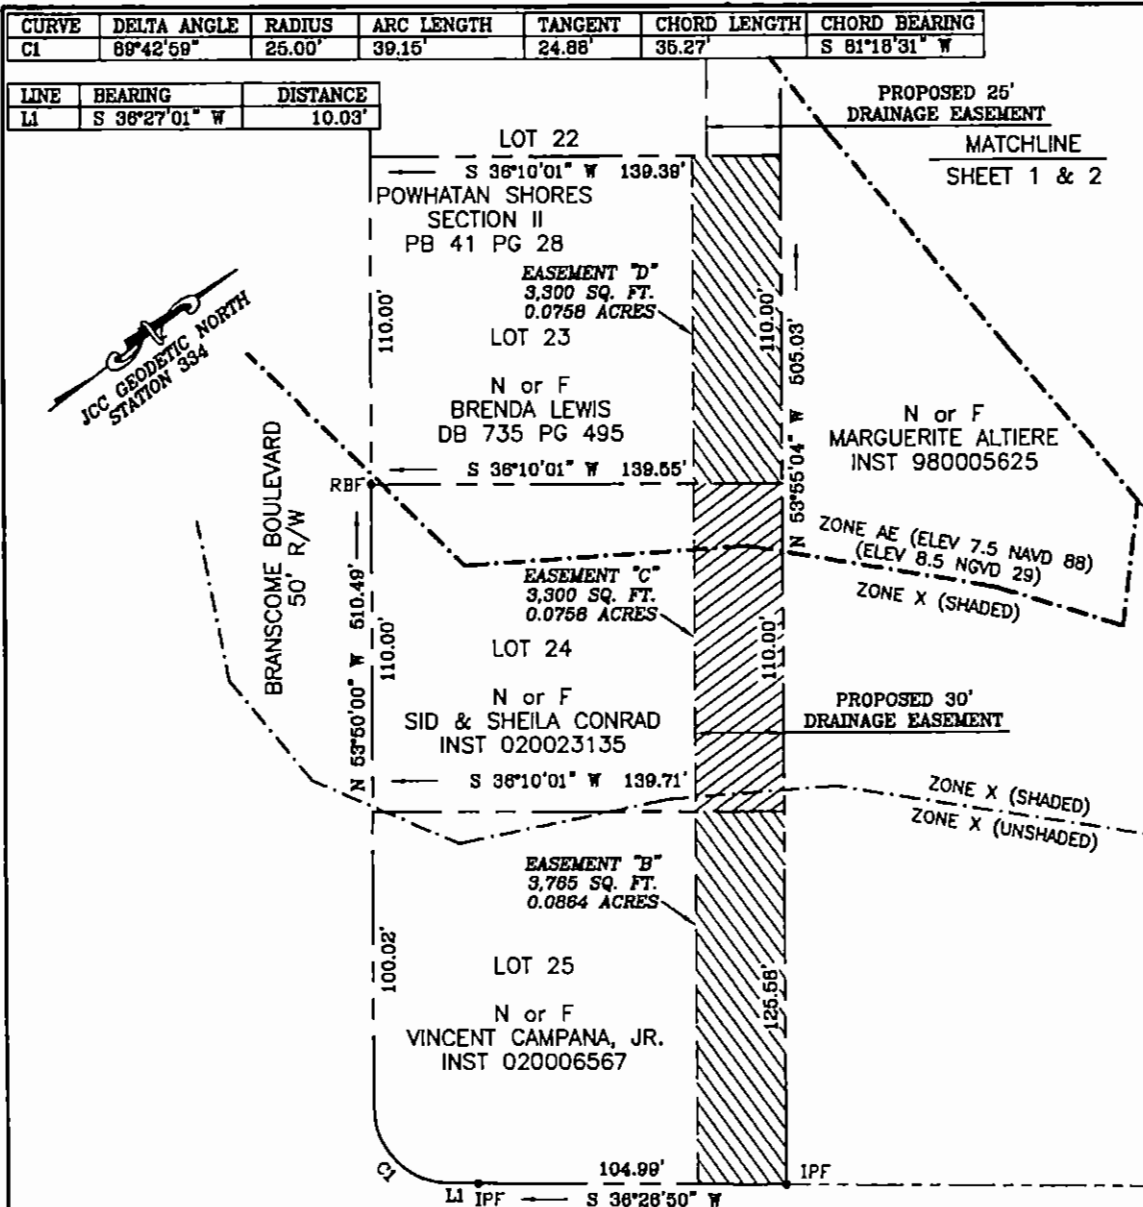 CURVE DELTA ANGLE RADIUS ARC LENGTH TANGENT CHORD LENGTH CHORD BEARING
C1 89°42'59" 25.00' 39.15' 24.88' 35.27' S 81°18'31" W
LINE BEARING DISTANCE
L1 S 36°27'01" W 10.03'
PROPOSED 25'
DRAINAGE EASEMENT
MATCHLINE
SHEET 1 & 2
LOT 22
S 36°10'01" W 139.39'
POWHATAN SHORES
SECTION II
PB 41 PG 28
EASEMENT "D"
3,300 SQ. FT.
0.0758 ACRES
110.00'
110.00'
LOT 23
JCC GEODETIC NORTH
STATION 334
N or F
BRENDA LEWIS
DB 735 PG 495
N or F
MARGUERITE ALTIERE
INST 980005625
S 36°10'01" W 139.55'
RBF
N 53°55'04" W 505.03'
BRANSCOME BOULEVARD
50' R/W
ZONE AE (ELEV 7.5 NAVD 88)
(ELEV 8.5 NGVD 29)
ZONE X (SHADED)
EASEMENT "C"
3,300 SQ. FT.
0.0758 ACRES
N 53°50'00" W 510.49'
110.00'
110.00'
LOT 24
N or F
SID & SHEILA CONRAD
INST 020023135
PROPOSED 30'
DRAINAGE EASEMENT
S 36°10'01" W 139.71'
ZONE X (SHADED)
ZONE X (UNSHADED)
EASEMENT "B"
3,765 SQ. FT.
0.0864 ACRES
100.02'
125.58'
LOT 25
N or F
VINCENT CAMPANA, JR.
INST 020006567
C1
104.99'
IPF
L1 IPF S 36°26'50" W